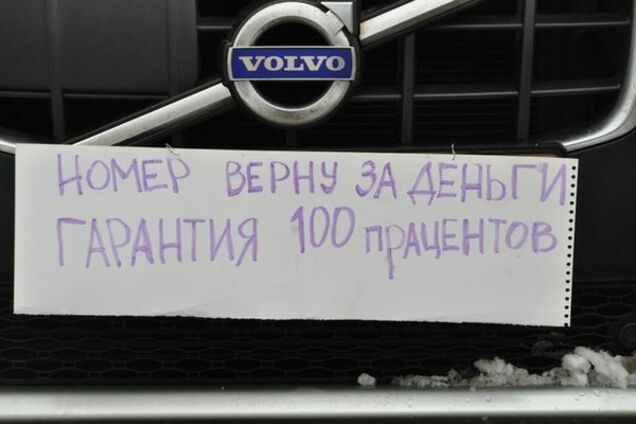 VOLVO
НОМЕР ВЕРНУ ЗА ДЕНЬГИ
ГАРАНТИЯ 100 ПРАЦЕНТОВ